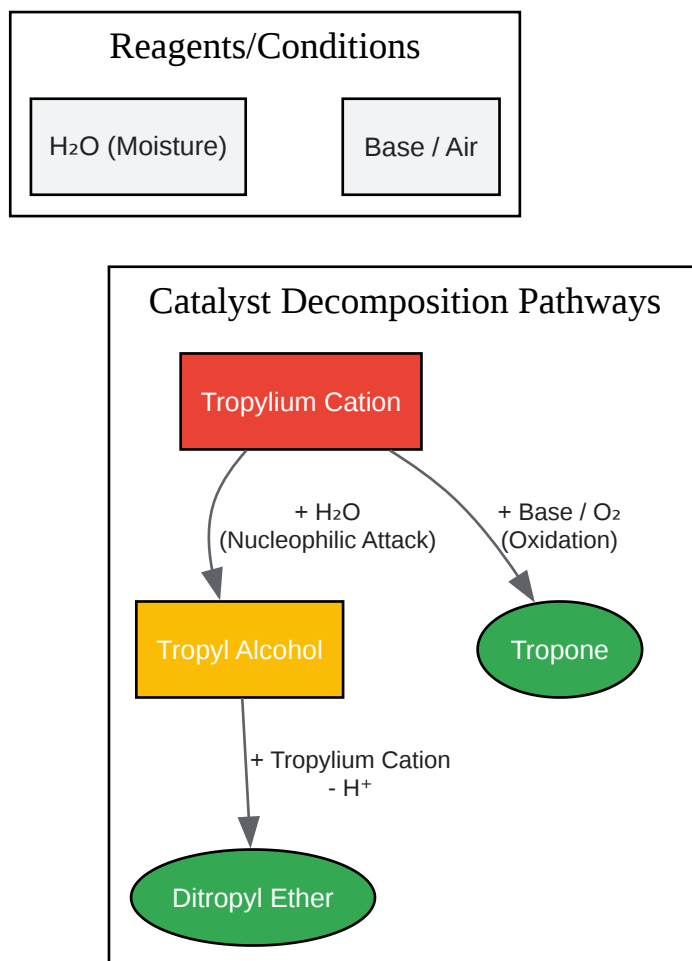 Reagents/Conditions
H₂O (Moisture)
Base / Air
Catalyst Decomposition Pathways
Tropylium Cation
+ H₂O
(Nucleophilic Attack)
+ Base / O₂
(Oxidation)
Tropyl Alcohol
Tropone
+ Tropylium Cation
- H⁺
Ditropyl Ether